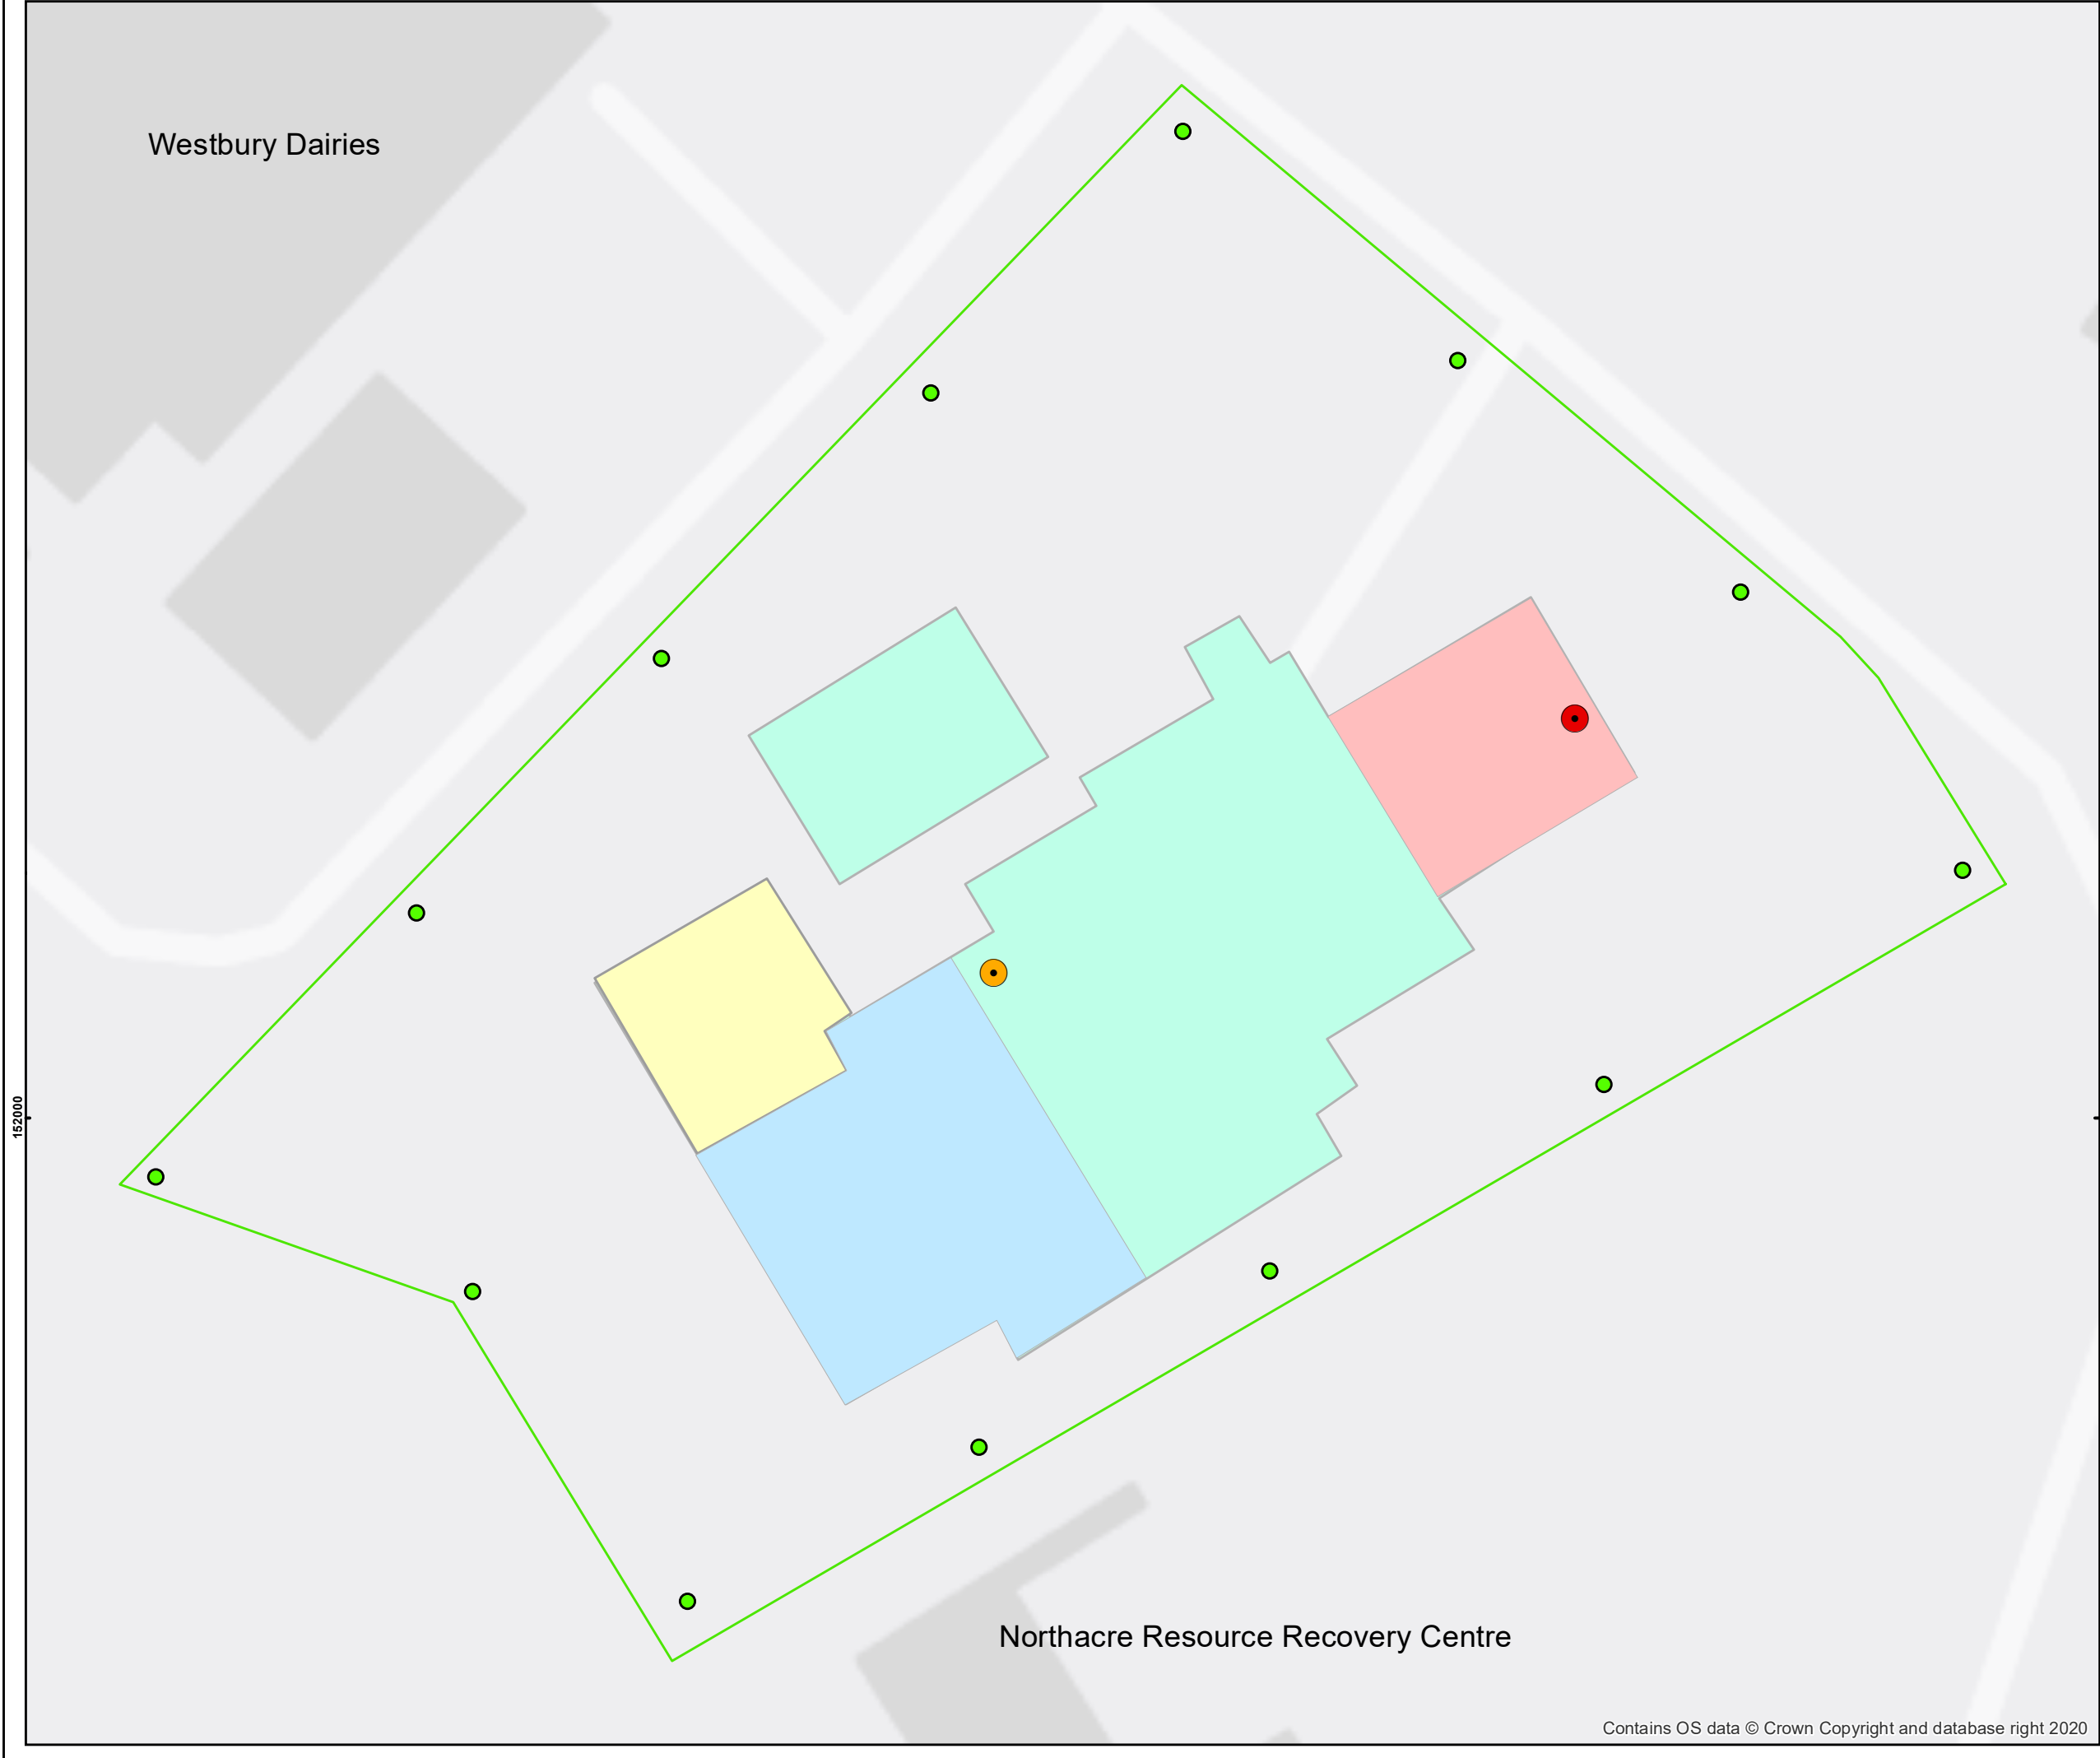 Westbury Dairies
152000
Northacre Resource Recovery Centre
Contains OS data © Crown Copyright and database right 2020